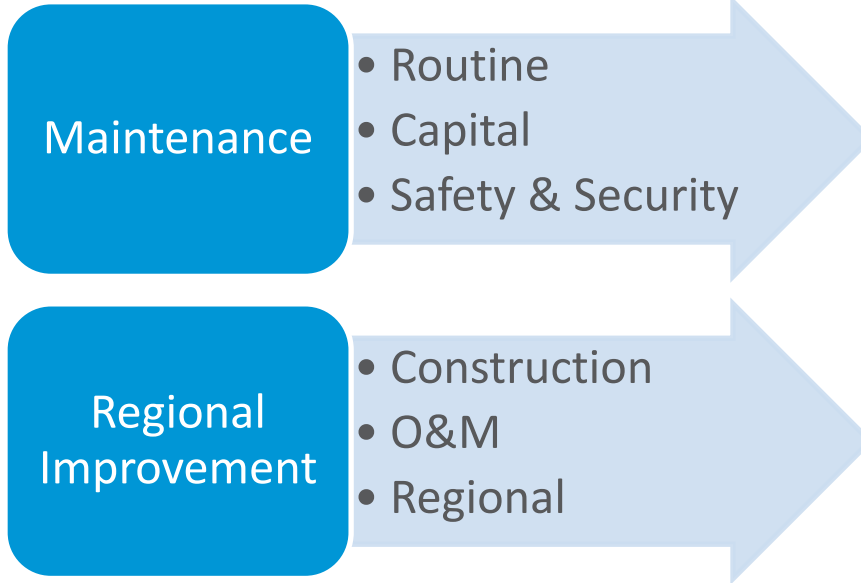 Maintenance
• Routine
• Capital
• Safety & Security
Regional
Improvement
• Construction
• O&M
• Regional